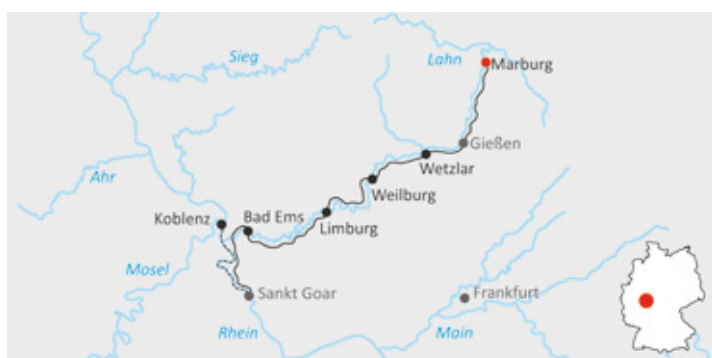 Sieg
Lahn
Marburg
Gießen
Wetzlar
Ahr
Weilburg
Koblenz
Bad Ems
Limburg
Mosel
Sankt Goar
Frankfurt
Rhein
Main